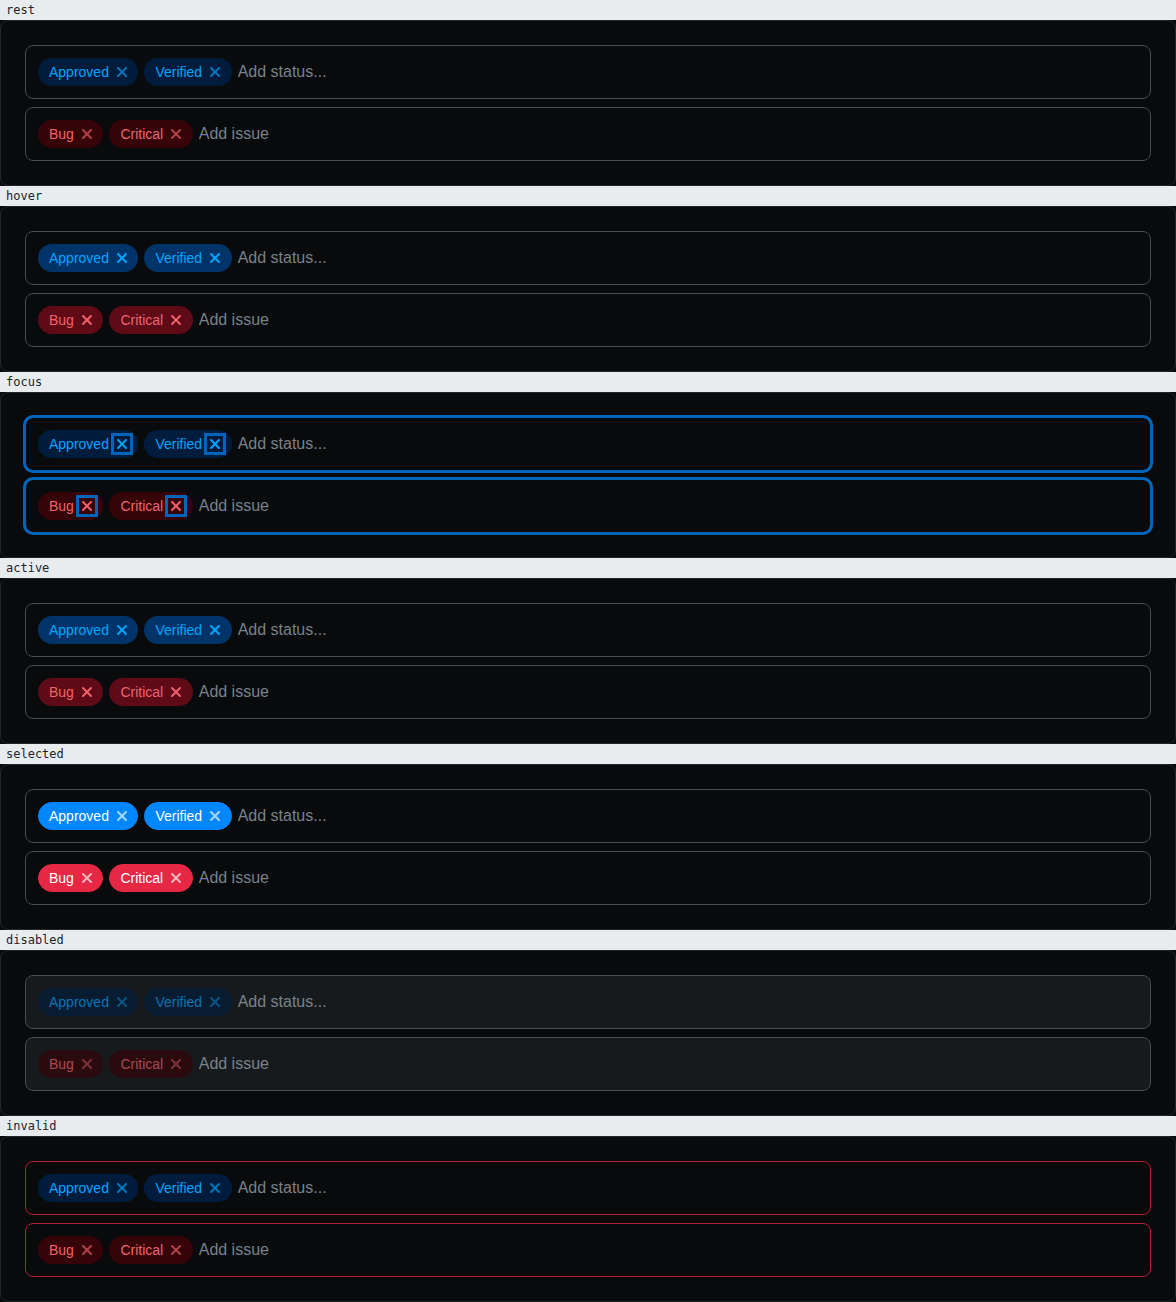 rest
Approved Verified Add status...
Bug Critical Add issue
hover
Approved Verified Add status...
Bug Critical Add issue
focus
Approved Verified Add status...
Bug Critical Add issue
active
Approved Verified Add status...
Bug Critical Add issue
selected
Approved Verified Add status...
Bug Critical Add issue
disabled
Approved Verified Add status...
Bug Critical Add issue
invalid
Approved Verified Add status...
Bug Critical Add issue